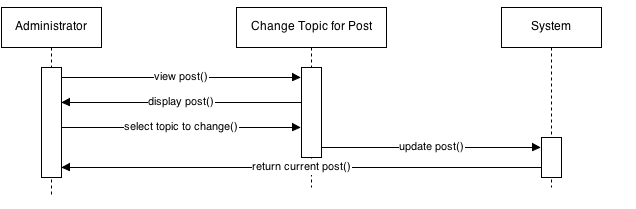 Administrator
Change Topic for Post
System
view post()
display post()
select topic to change()
update post()
return current post()